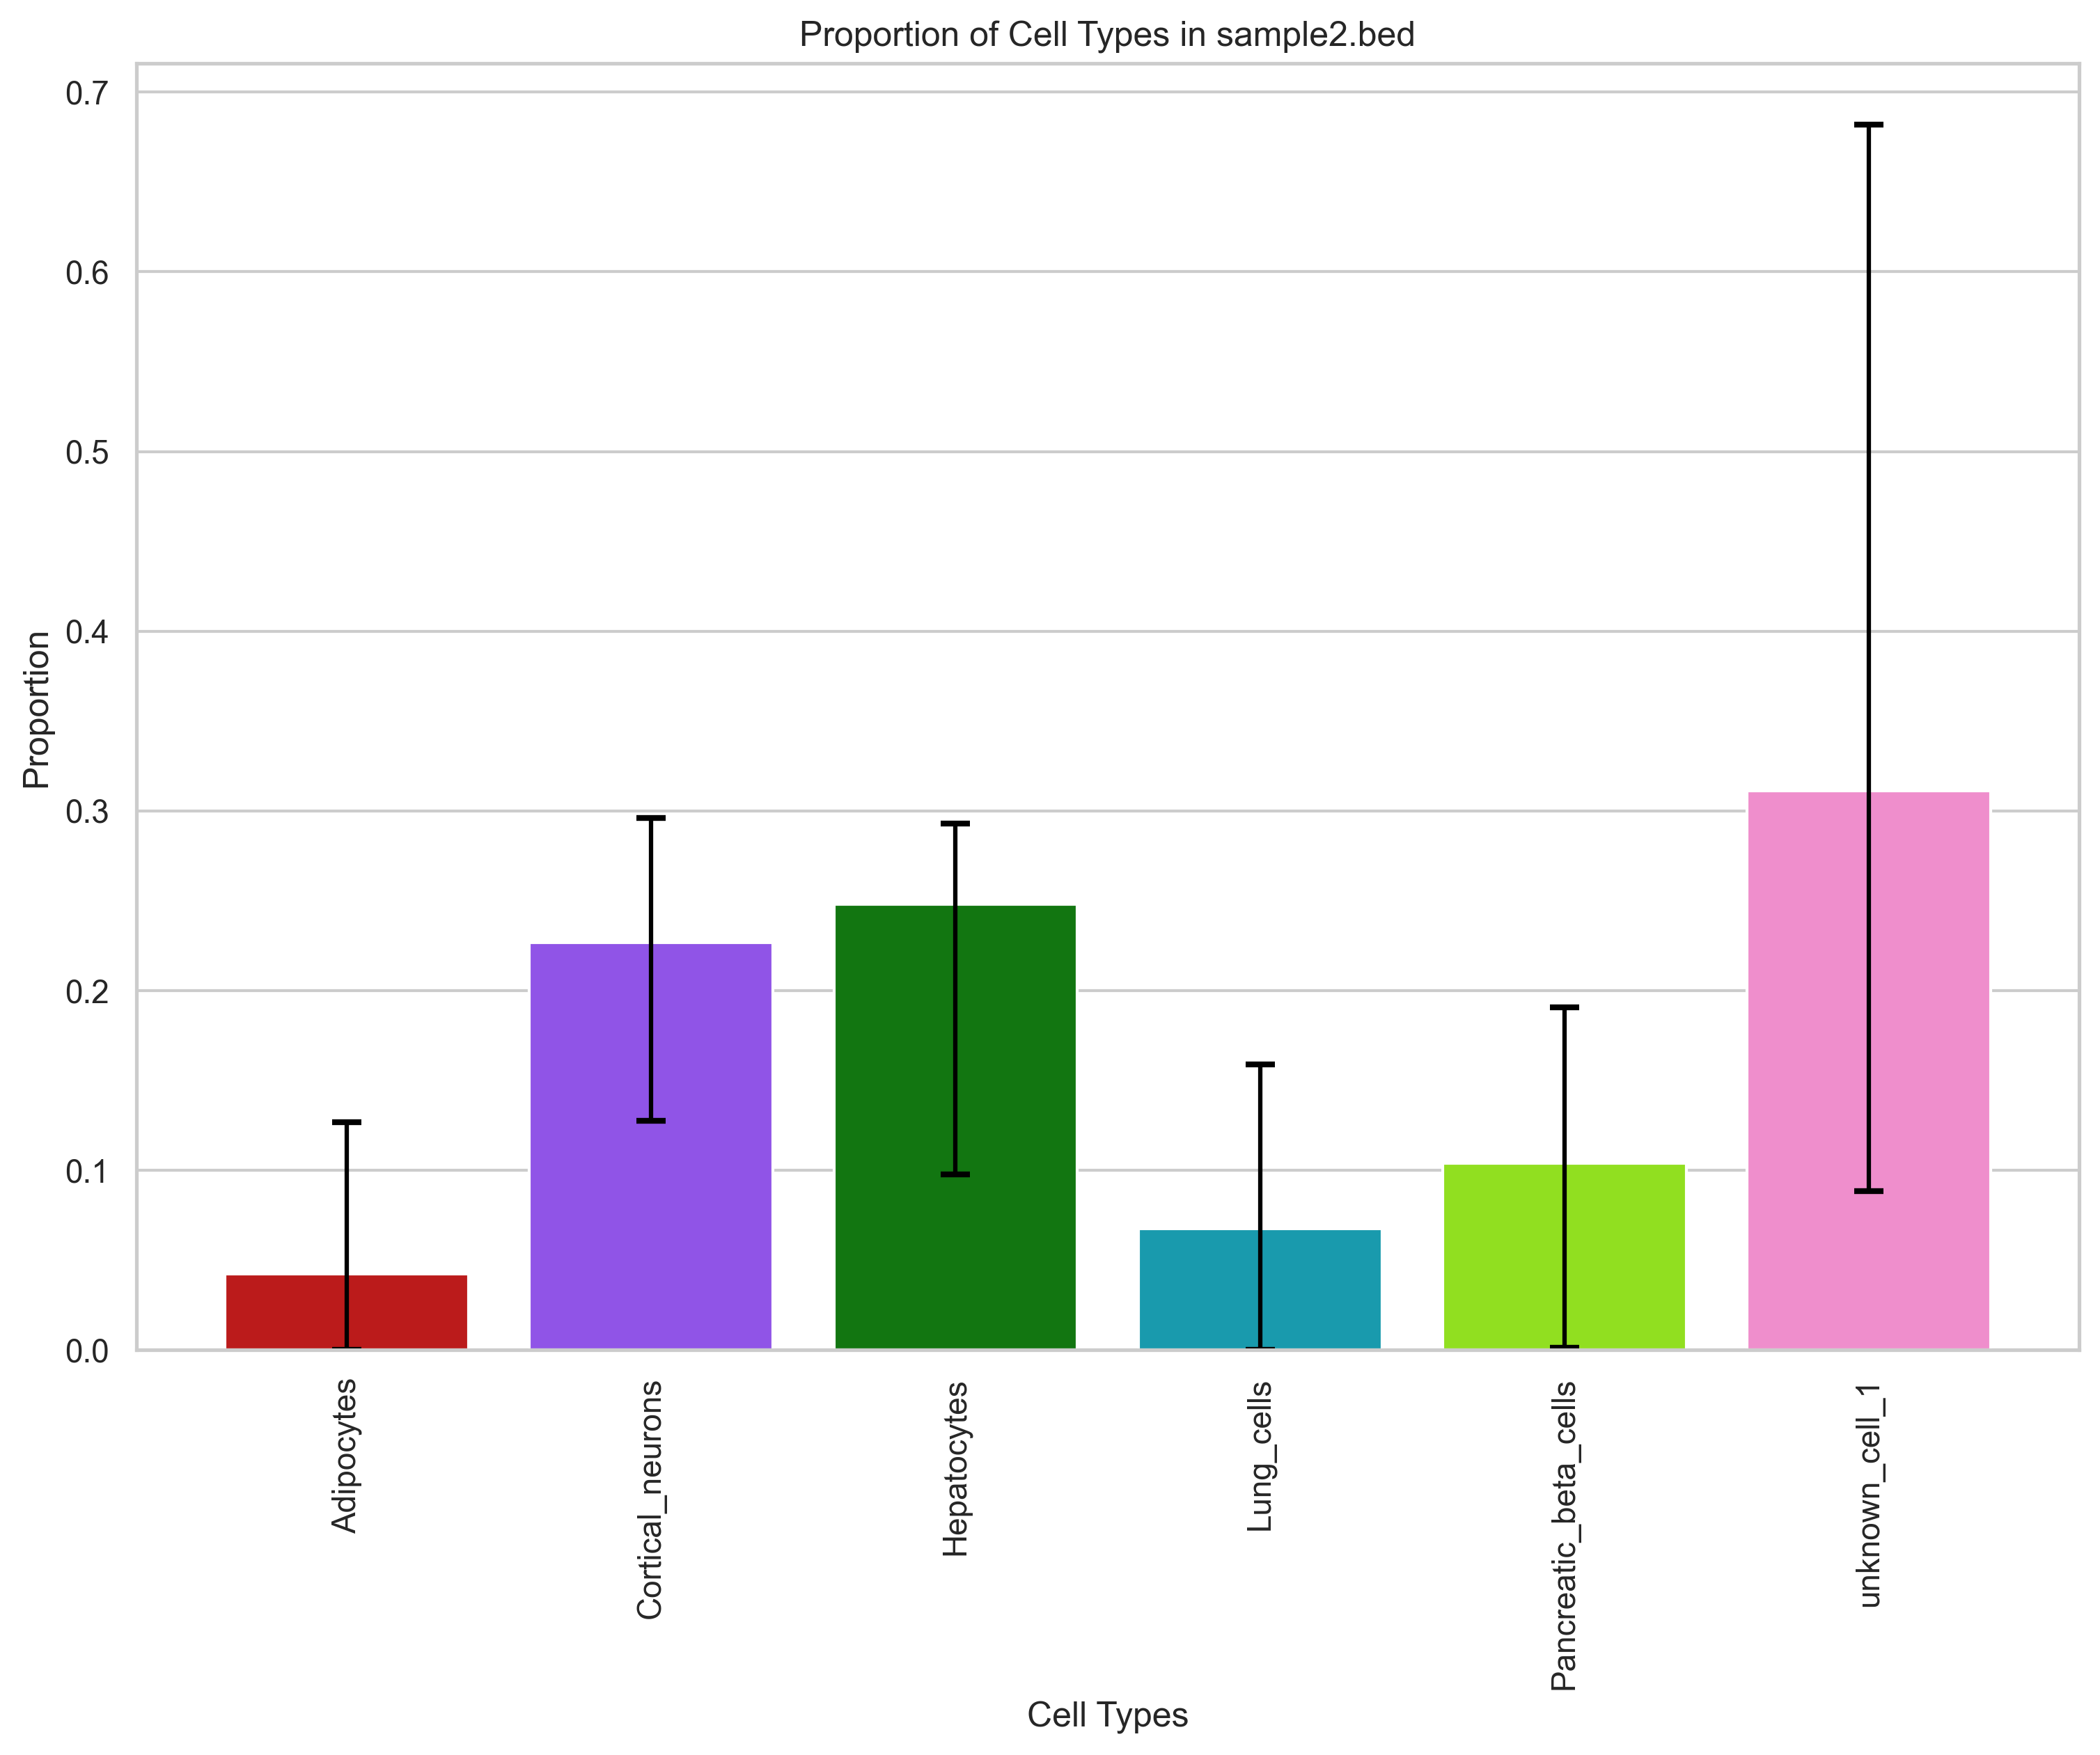 Proportion of Cell Types in sample2.bed
0.7
0.6
0.5
0.4
0.3
0.2
0.1
0.0
Proportion
Adipocytes
Cortical_neurons
Hepatocytes
Lung_cells
Pancreatic_beta_cells
unknown_cell_1
Cell Types